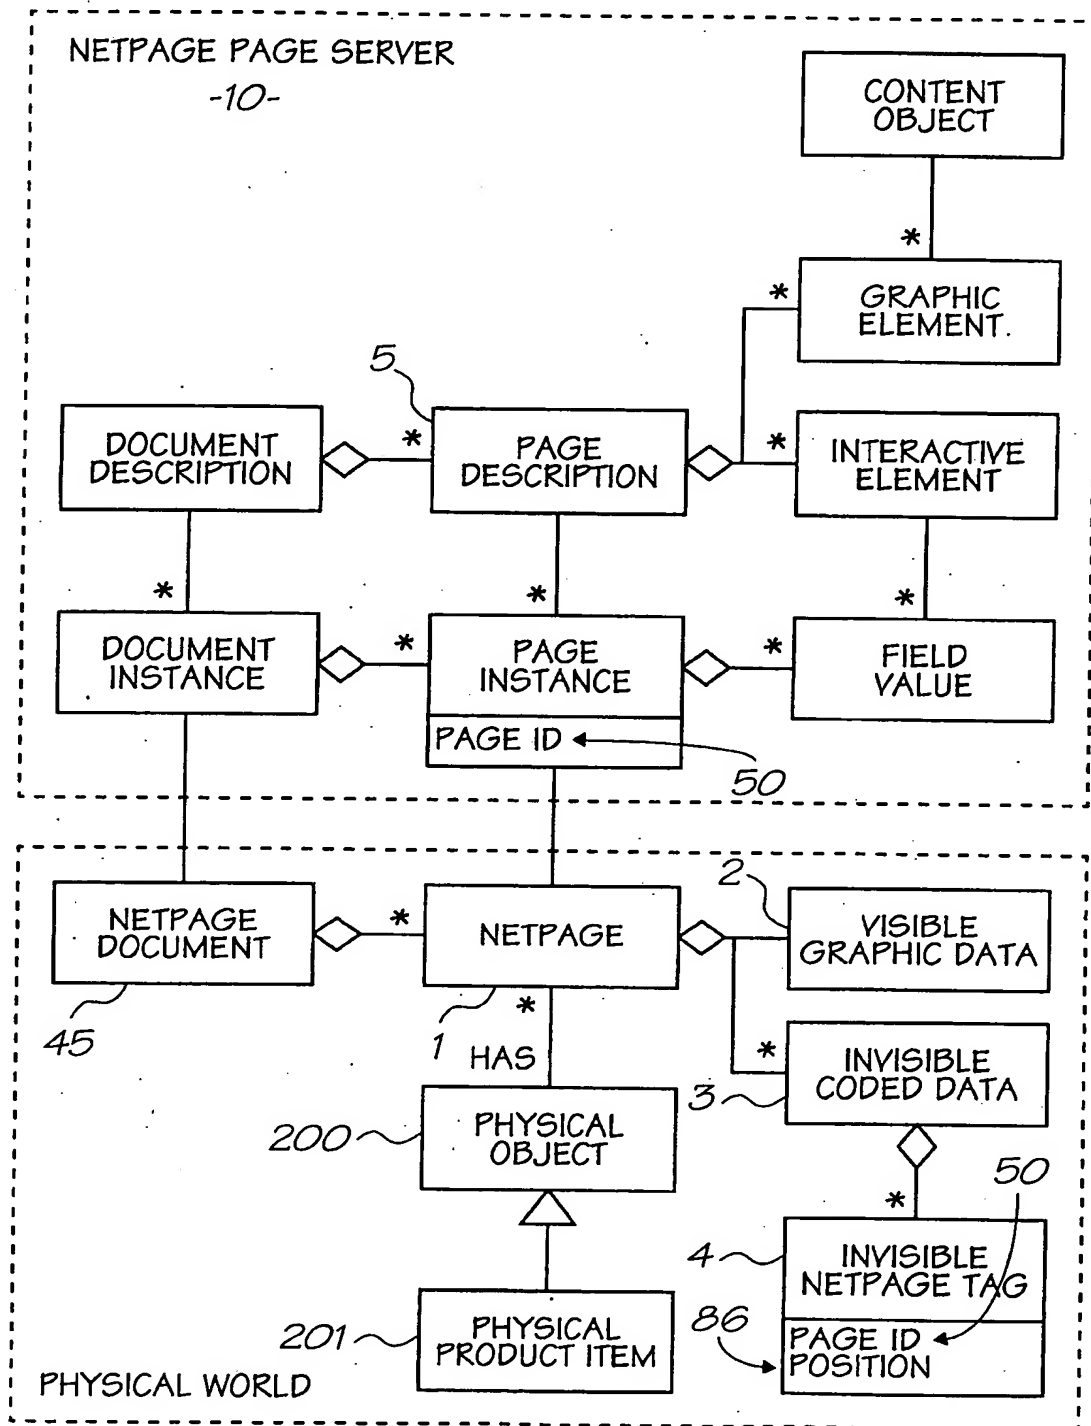 NETPAGE PAGE SERVER
-10-
CONTENT
OBJECT
*
*
GRAPHIC
ELEMENT.
5
DOCUMENT
DESCRIPTION
*
PAGE
DESCRIPTION
*
INTERACTIVE
ELEMENT
*
*
*
DOCUMENT
INSTANCE
*
PAGE
INSTANCE
*
FIELD
VALUE
PAGE ID
50
NETPAGE
DOCUMENT
*
NETPAGE
2
VISIBLE
GRAPHIC DATA
45
1
*
HAS
*
3
INVISIBLE
CODED DATA
200
PHYSICAL
OBJECT
*
50
4
INVISIBLE
NETPAGE TAG
201
PHYSICAL
PRODUCT ITEM
86
PAGE ID
POSITION
PHYSICAL WORLD